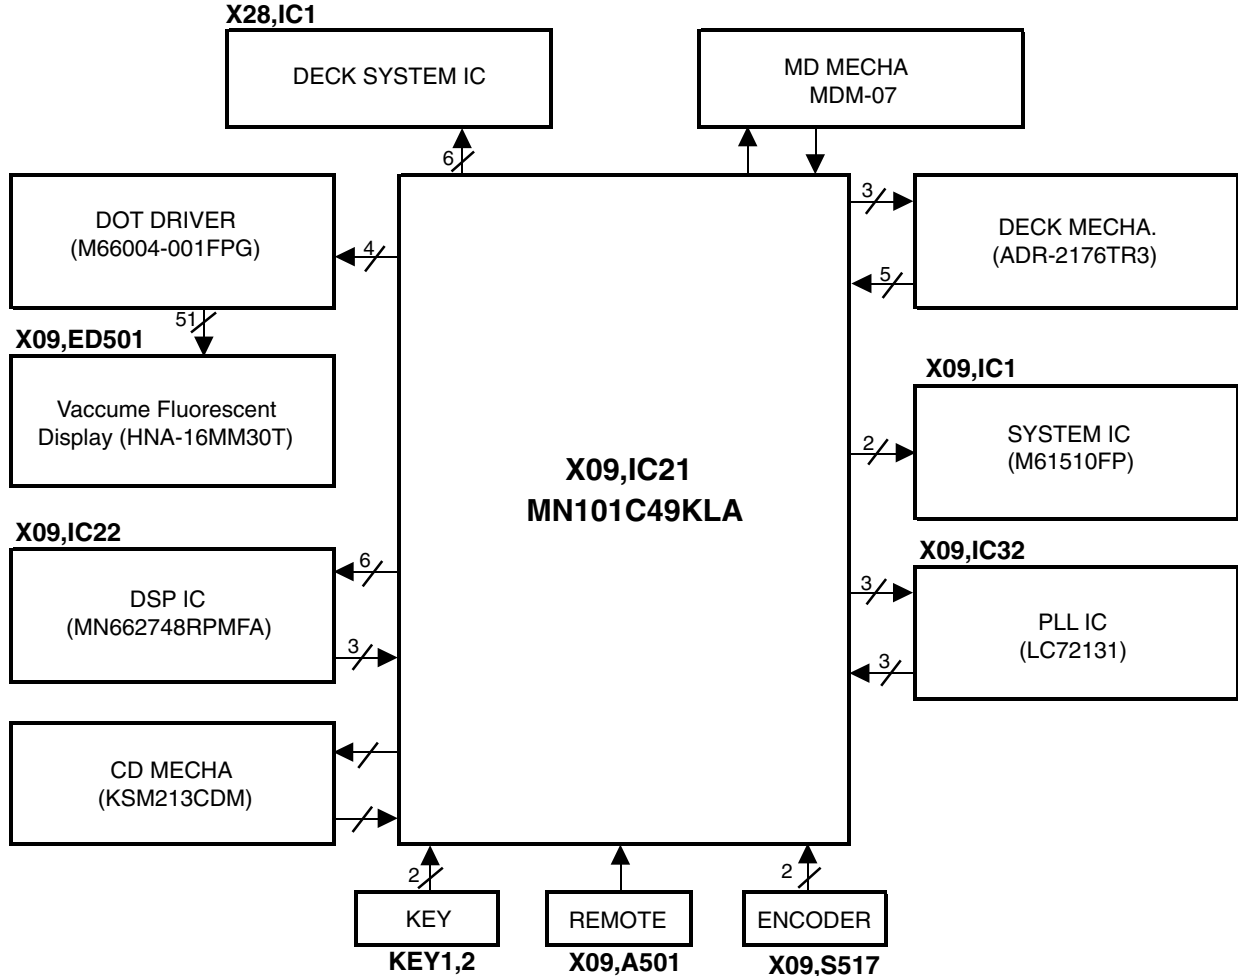 X28,IC1
DECK SYSTEM IC
MD MECHA
MDM-07
6
DOT DRIVER
(M66004-001FPG)
4
3
DECK MECHA.
(ADR-2176TR3)
5
51
X09,ED501
Vaccume Fluorescent
Display (HNA-16MM30T)
X09,IC1
SYSTEM IC
(M61510FP)
2
X09,IC21
MN101C49KLA
X09,IC22
DSP IC
(MN662748RPMFA)
6
3
X09,IC32
PLL IC
(LC72131)
3
3
CD MECHA
(KSM213CDM)
2
KEY
KEY1,2
REMOTE
X09,A501
2
ENCODER
X09,S517